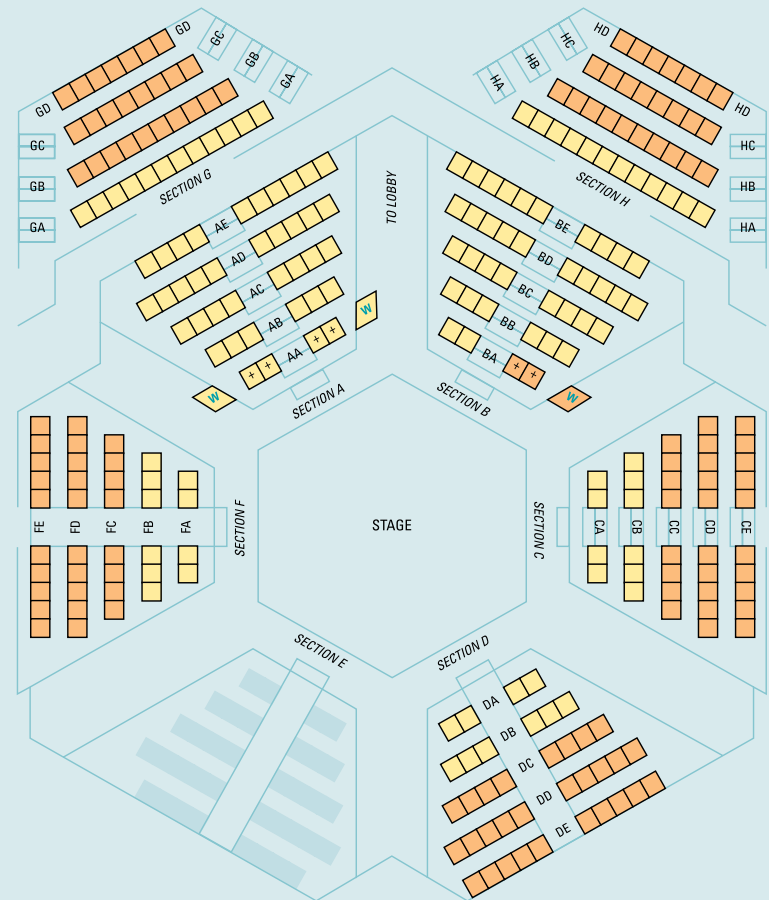 GD
GC
GB
GA
GD
GC
GB
GA
SECTION G
HD
HC
HB
HA
HD
HC
HB
HA
SECTION H
TO LOBBY
AE
AD
AC
AB
AA
+ +
+ +
W
W
SECTION A
BE
BD
BC
BB
BA
+ +
W
SECTION B
FE
FD
FC
FB
FA
SECTION F
STAGE
SECTION C
CA
CB
CC
CD
CE
SECTION E
SECTION D
DA
DB
DC
DD
DE